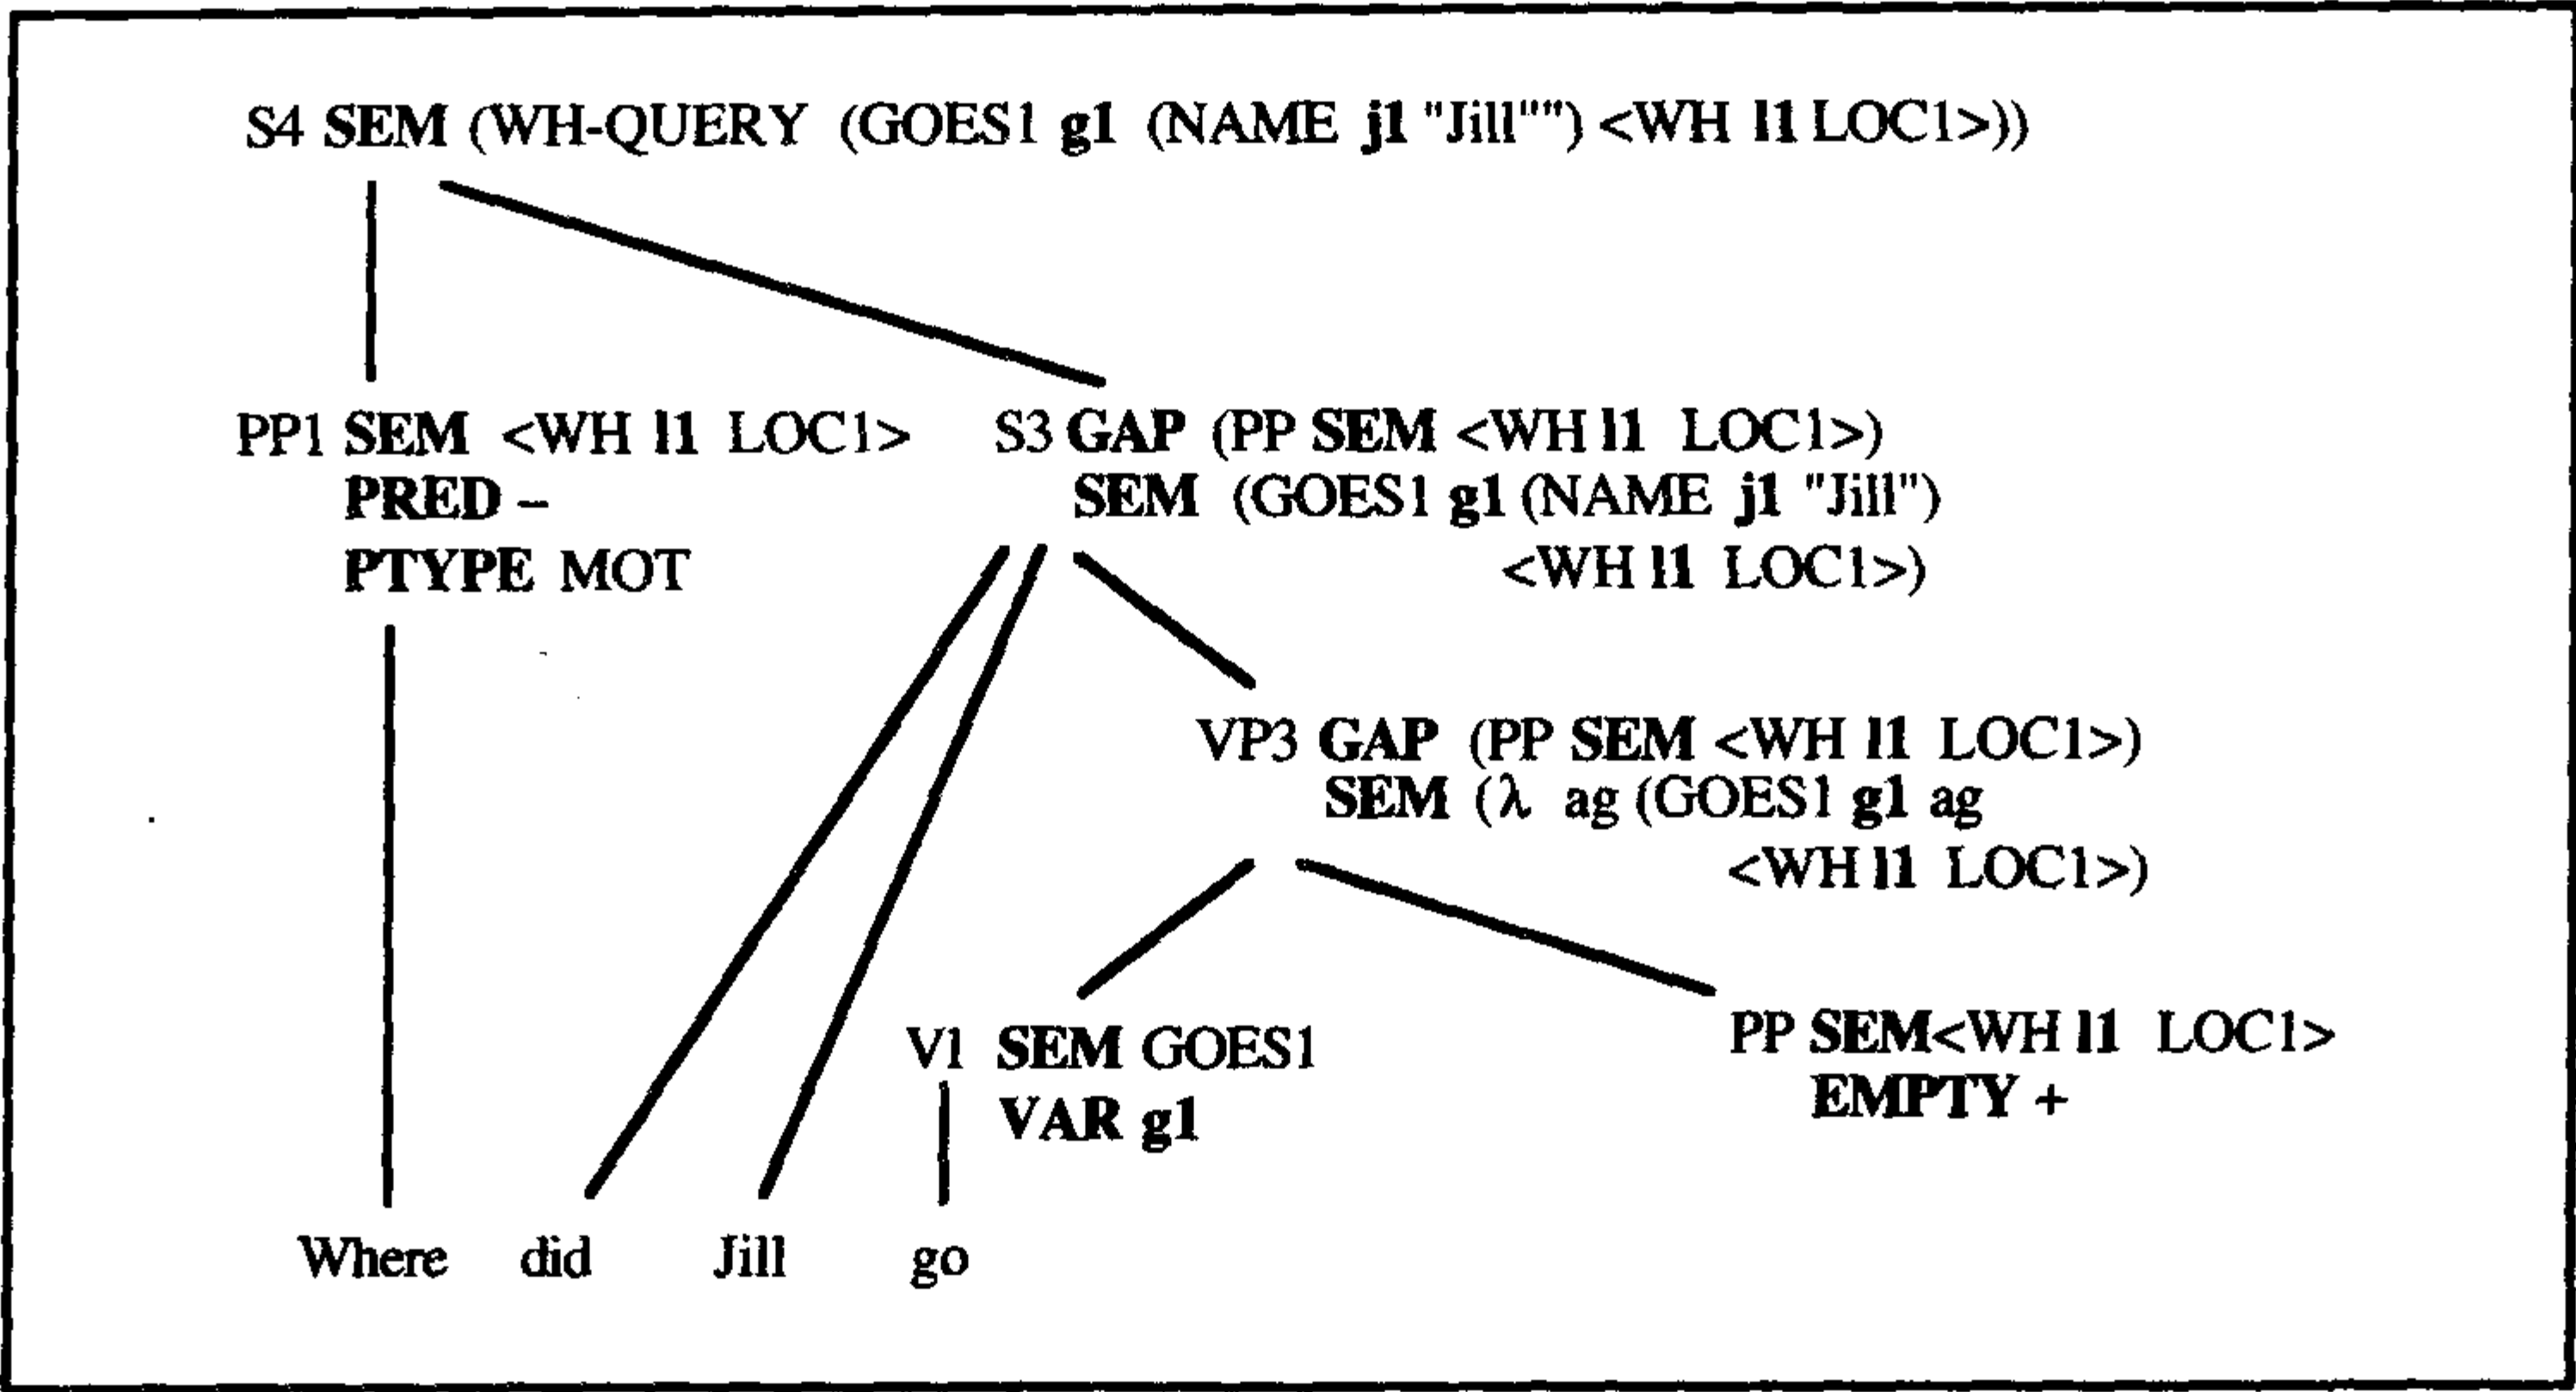 S4 SEM (WH-QUERY (GOES1 g1 (NAME j1 "Jill"") <WH l1 LOC1>))
PP1 SEM <WH l1 LOC1> S3 GAP (PP SEM <WH l1 LOC1>)
PRED – SEM (GOES1 g1 (NAME j1 "Jill")
PTYPE MOT <WH l1 LOC1>)
VP3 GAP (PP SEM <WH l1 LOC1>)
SEM (λ ag (GOES1 g1 ag
<WH l1 LOC1>)
V1 SEM GOES1 PP SEM<WH l1 LOC1>
VAR g1 EMPTY +
Where did Jill go